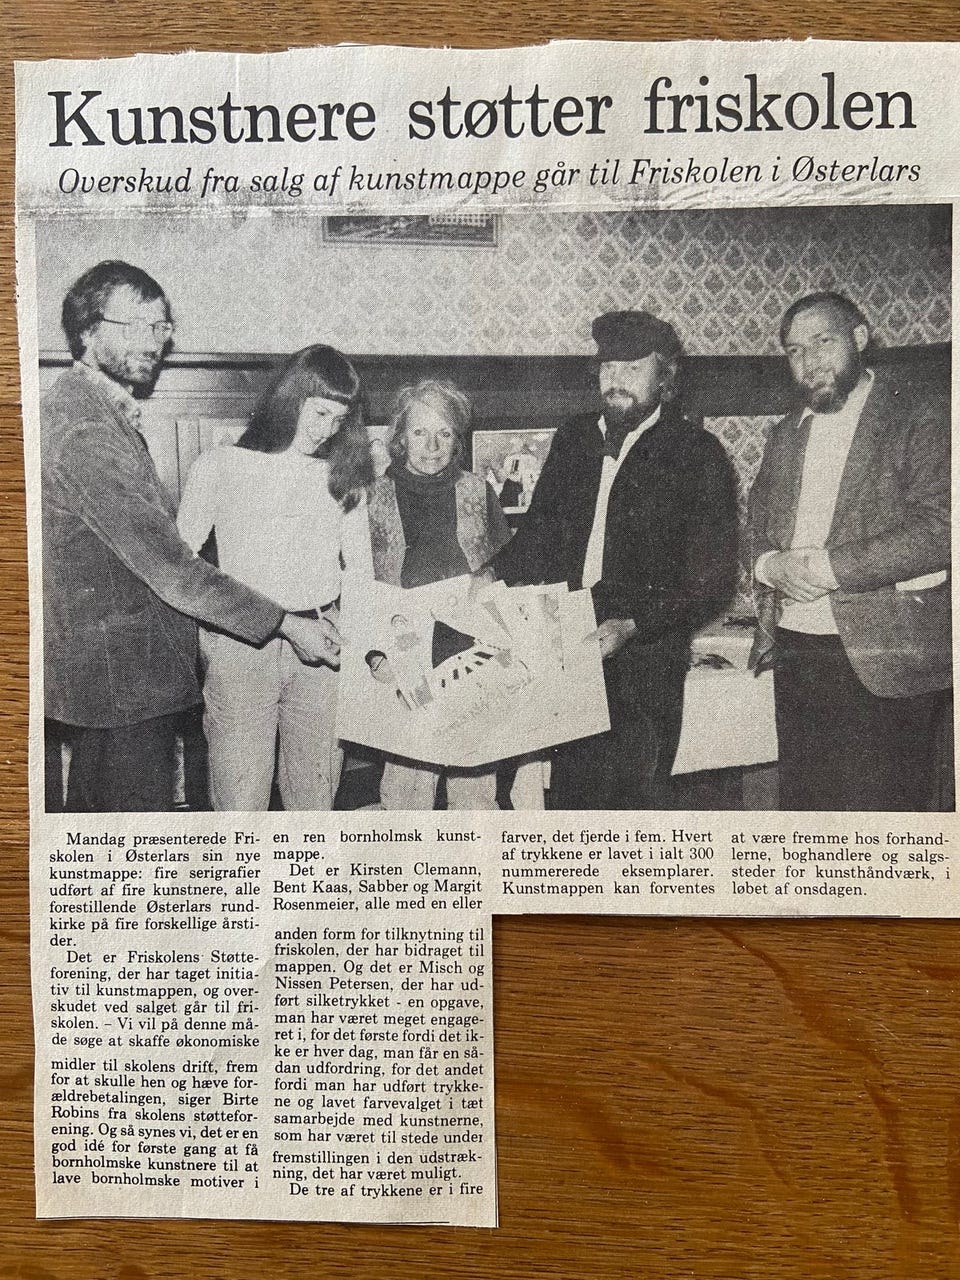 Kunstnere støtter friskolen
Overskud fra salg af kunstmappe går til Friskolen i Østerlars
Mandag præsenterede Fri-
skolen i Østerlars sin nye
kunstmappe: fire serigrafier
udført af fire kunstnere, alle
forestillende Østerlars rund-
kirke på fire forskellige årsti-
der.
Det er Friskolens Støtte-
forening, der har taget initia-
tiv til kunstmappen, og over-
skudet ved salget går til fri-
skolen. – Vi vil på denne må-
de søge at skaffe økonomiske
midler til skolens drift, frem
for at skulle hen og hæve for-
ældrebetalingen, siger Birte
Robins fra skolens støttefor-
ening. Og så synes vi, det er en
god idé for første gang at få
bornholmske kunstnere til at
lave bornholmske motiver i
en ren bornholmsk kunst-
mappe.
Det er Kirsten Clemann,
Bent Kaas, Sabber og Margit
Rosenmeier, alle med en eller
anden form for tilknytning til
friskolen, der har bidraget til
mappen. Og det er Misch og
Nissen Petersen, der har ud-
ført silketrykket - en opgave,
man har været meget engage-
ret i, for det første fordi det ik-
ke er hver dag, man får en så-
dan udfordring, for det andet
fordi man har udført trykke-
ne og lavet farvevalget i tæt
samarbejde med kunstnerne,
som har været til stede under
fremstillingen i den udstræk-
ning, det har været muligt.
De tre af trykkene er i fire
farver, det fjerde i fem. Hvert
af trykkene er lavet i ialt 300
nummererede eksemplarer.
Kunstmappen kan forventes
at være fremme hos forhand-
lerne, boghandlere og salgs-
steder for kunsthåndværk, i
løbet af onsdagen.